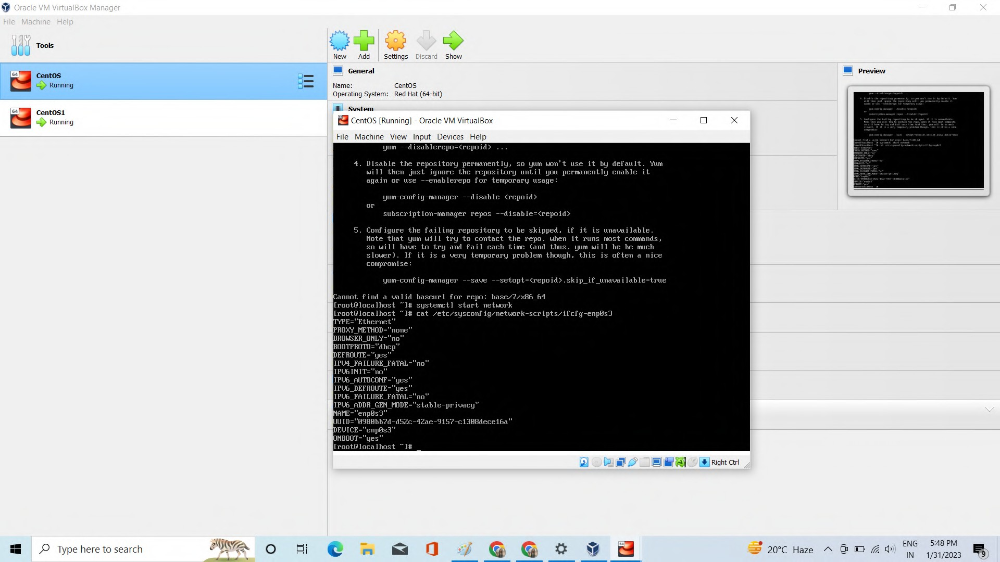 Oracle VM VirtualBox Manager
File Machine Help
Tools
New Add Settings Discard Show
64 CentOS
Running
64 CentOS1
Running
General
Name: CentOS
Operating System: Red Hat (64-bit)
System
Preview
CentOS [Running] - Oracle VM VirtualBox
File Machine View Input Devices Help
yum --disablerepo=<repoid> ...
4. Disable the repository permanently, so yum won't use it by default. Yum
will then just ignore the repository until you permanently enable it
again or use --enablerepo for temporary usage:
yum-config-manager --disable <repoid>
or
subscription-manager repos --disable=<repoid>
5. Configure the failing repository to be skipped, if it is unavailable.
Note that yum will try to contact the repo. when it runs most commands,
so will have to try and fail each time (and thus. yum will be be much
slower). If it is a very temporary problem though, this is often a nice
compromise:
yum-config-manager --save --setopt=<repoid>.skip_if_unavailable=true
Cannot find a valid baseurl for repo: base/7/x86_64
[root@localhost ~]# systemctl start network
[root@localhost ~]# cat /etc/sysconfig/network-scripts/ifcfg-enp0s3
TYPE="Ethernet"
PROXY_METHOD="none"
BROWSER_ONLY="no"
BOOTPROTO="dhcp"
DEFROUTE="yes"
IPV4_FAILURE_FATAL="no"
IPV6INIT="no"
IPV6_AUTOCONF="yes"
IPV6_DEFROUTE="yes"
IPV6_FAILURE_FATAL="no"
IPV6_ADDR_GEN_MODE="stable-privacy"
NAME="enp0s3"
UUID="0980bb7d-d52c-42ae-9157-c1308dece16a"
DEVICE="enp0s3"
ONBOOT="yes"
[root@localhost ~]# _
Right Ctrl
Type here to search
64
20°C Haze
ENG
IN
5:48 PM
1/31/2023
9